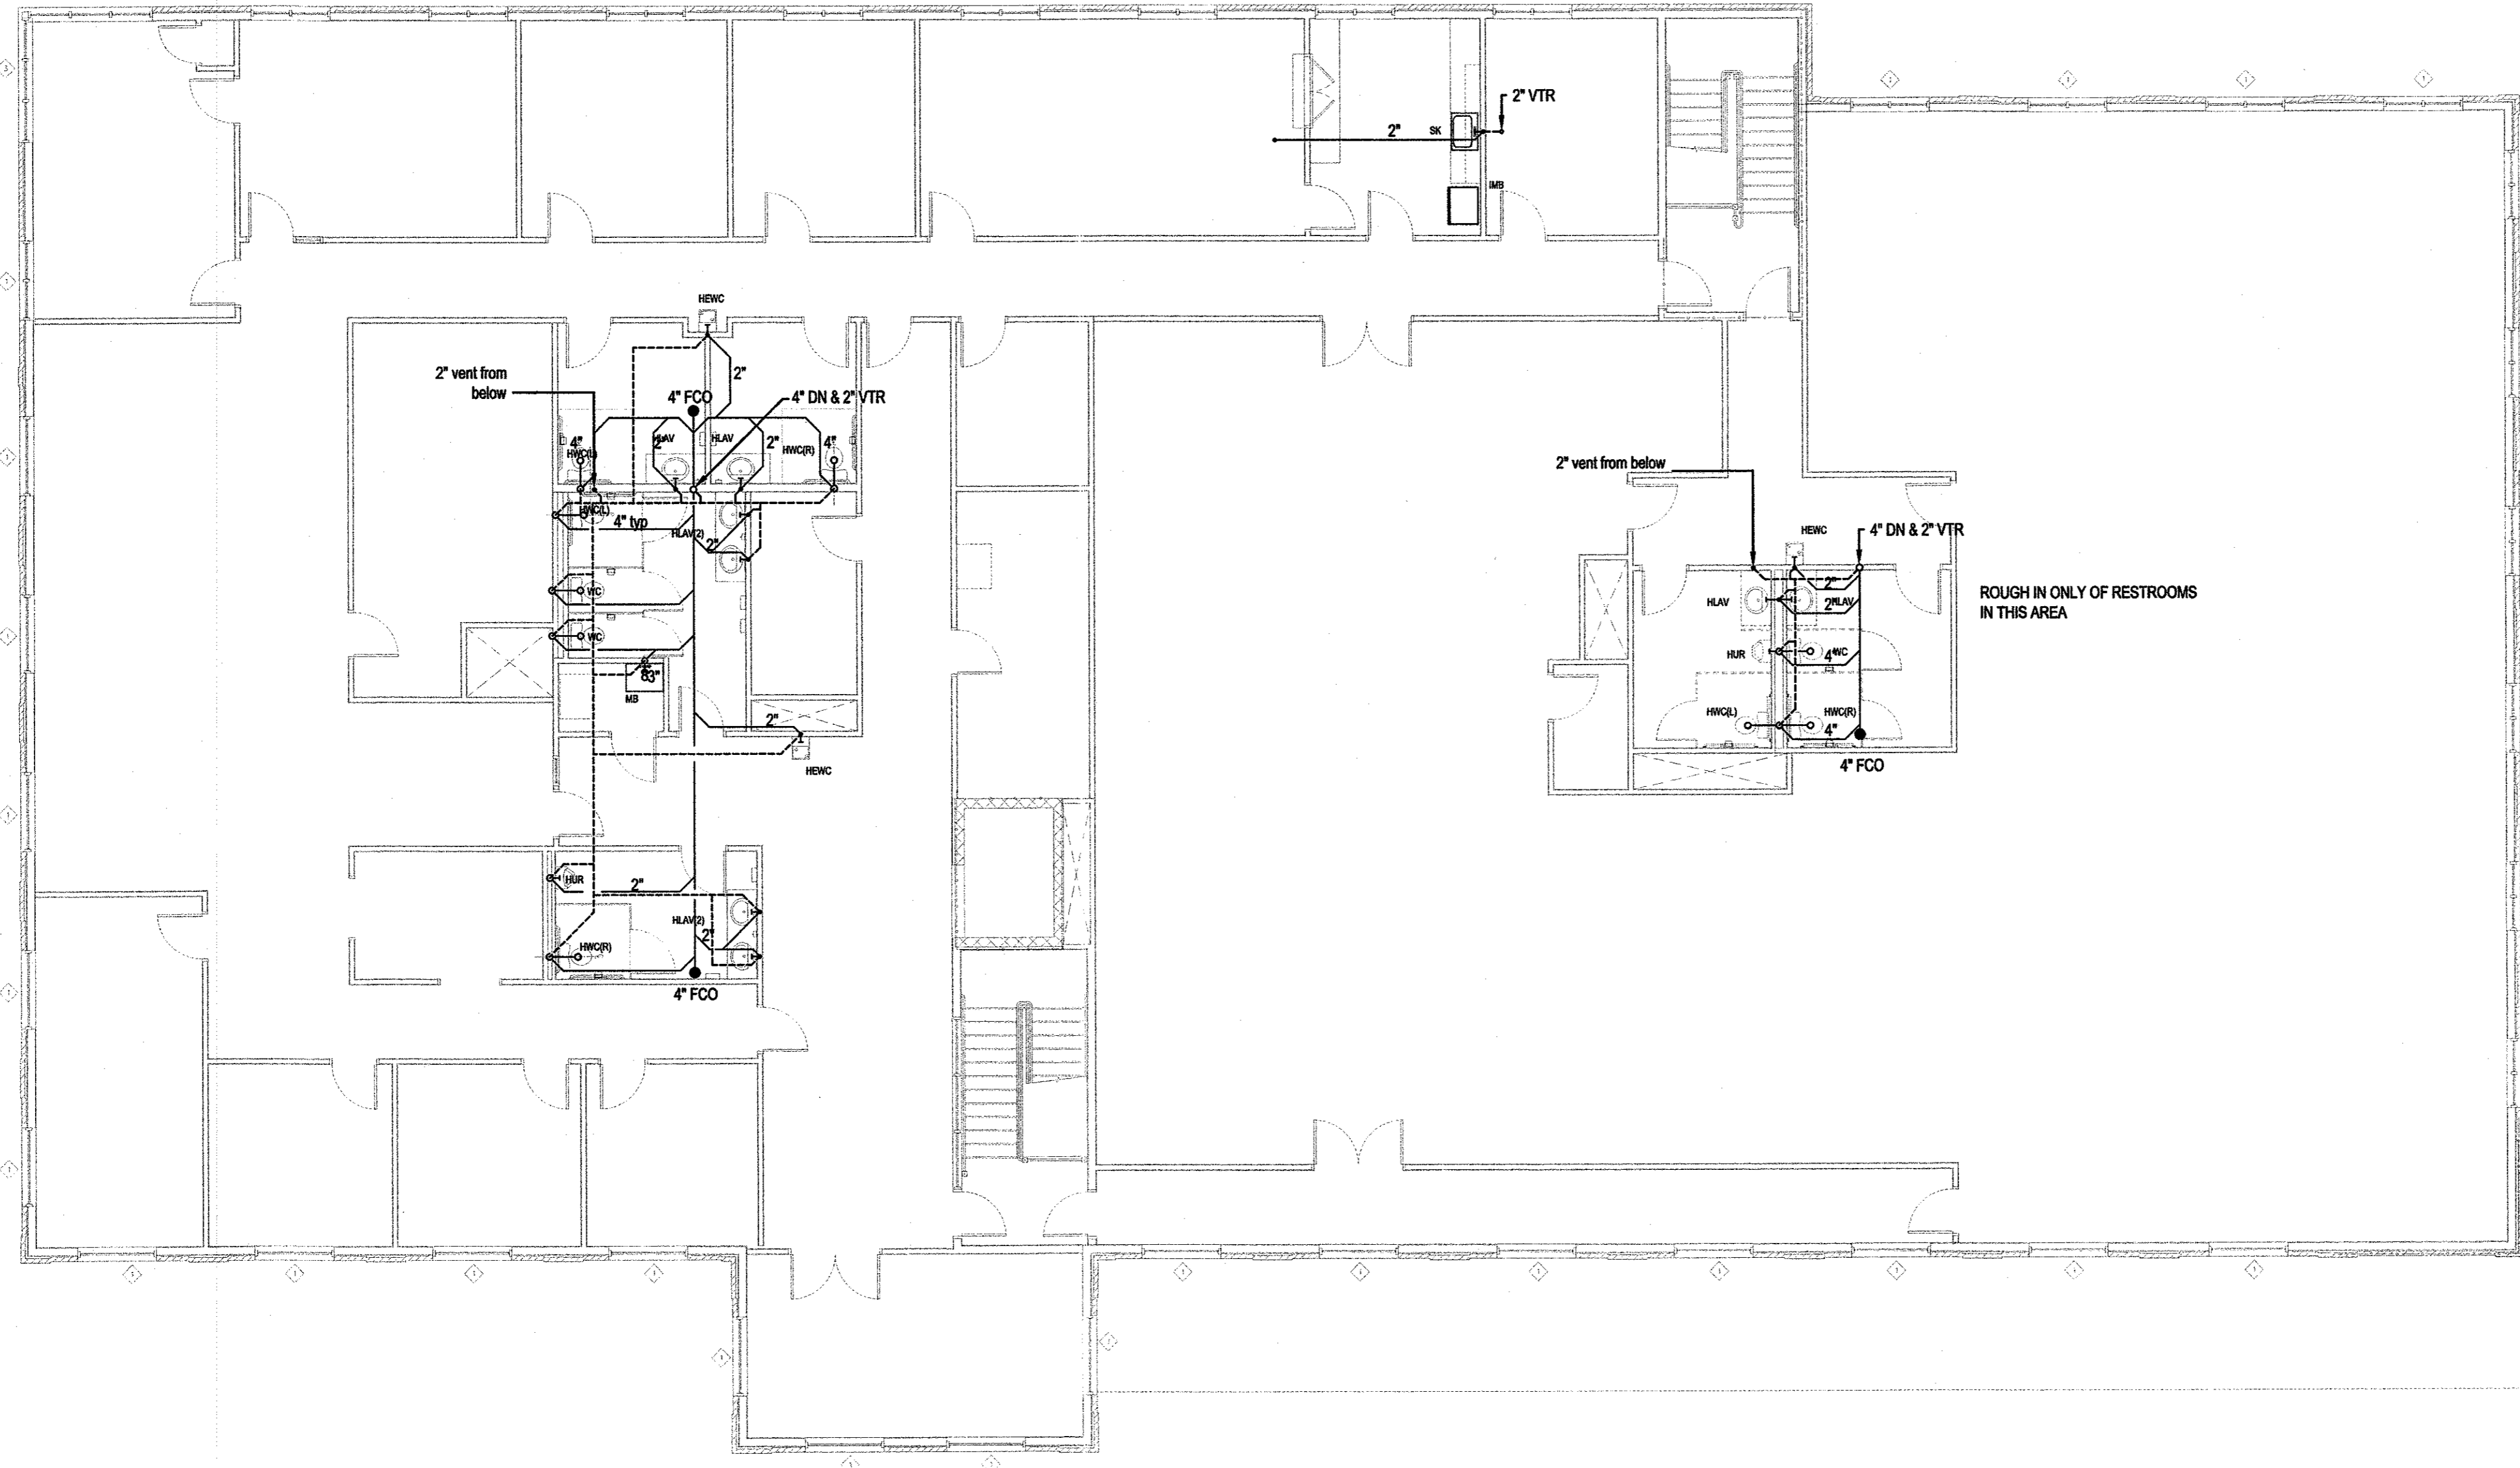 2" VTR
2"
SK
IMB
HEWC
2" vent from
below
2"
4" FCO
4" DN & 2" VTR
4"
HWC(L)
2"
HLAV
HLAV
2"
HWC(R)
4"
HWC(L)
4" typ
HLAV(2)
2"
WC
WC
MB
2"
HEWC
HUR
2"
HLAV(2)
2"
HWC(R)
4" FCO
2" vent from below
HEWC
4" DN & 2" VTR
2"
HLAV
2"
HLAV
ROUGH IN ONLY OF RESTROOMS
IN THIS AREA
HUR
4"
WC
HWC(L)
HWC(R)
4"
4" FCO